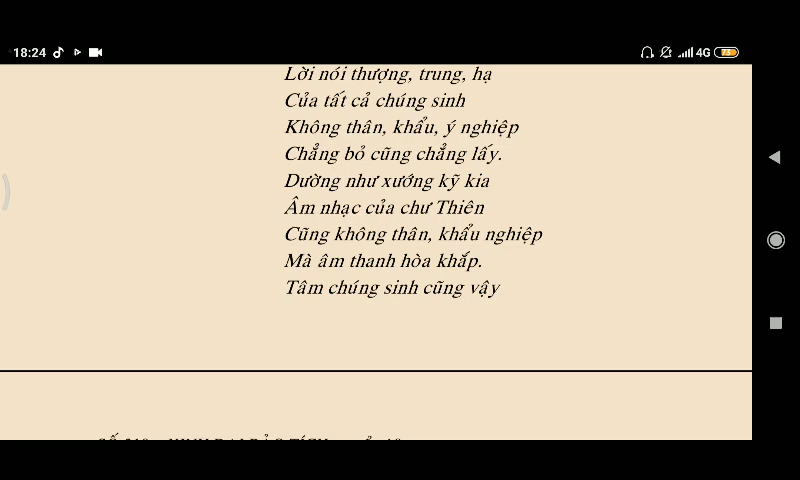 18:24
4G
73
Lời nói thượng, trung, hạ
Của tất cả chúng sinh
Không thân, khẩu, ý nghiệp
Chẳng bỏ cũng chẳng lấy.
Dường như xướng kỹ kia
Âm nhạc của chư Thiên
Cũng không thân, khẩu nghiệp
Mà âm thanh hòa khắp.
Tâm chúng sinh cũng vậy